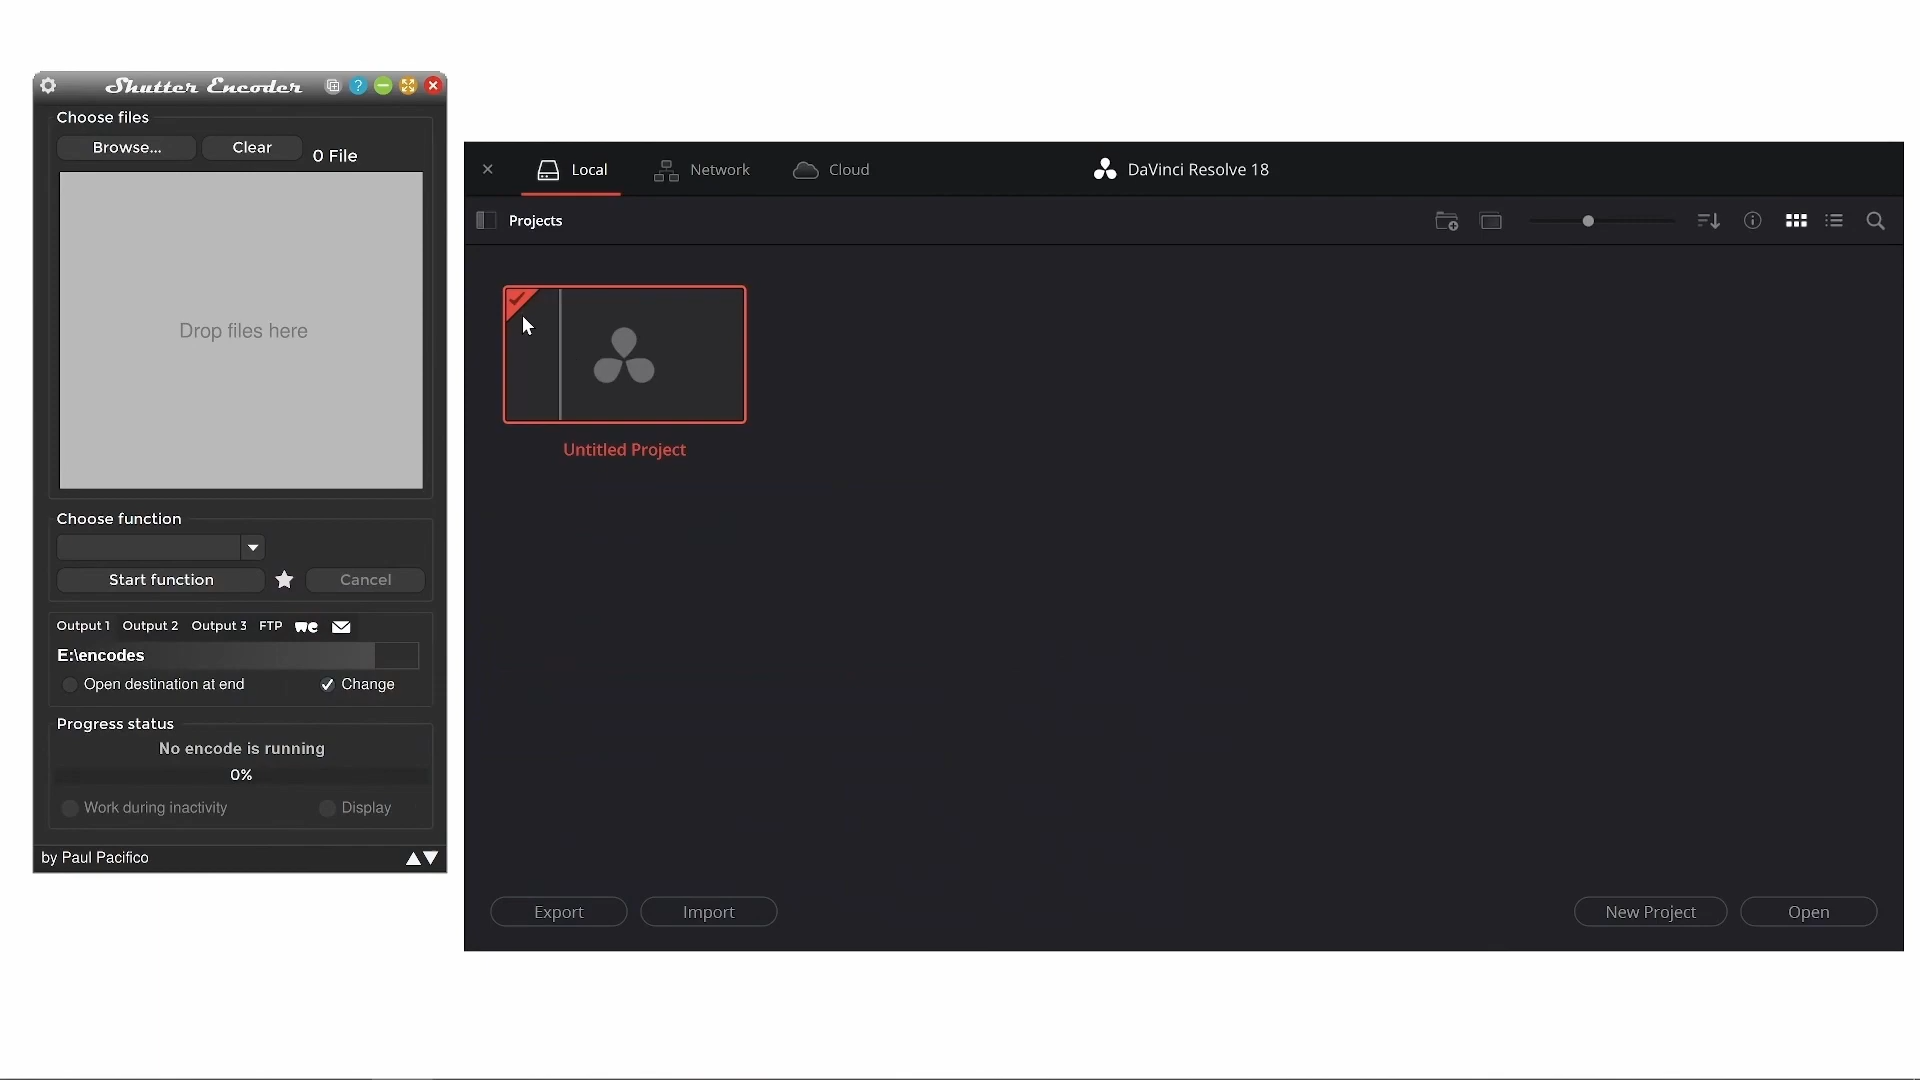 Shutter Encoder
?
Choose files
Browse...
Clear
0 File
Drop files here
Choose function
Start function
Cancel
Output 1
Output 2
Output 3
FTP
we
E:\encodes
Open destination at end
Change
Progress status
No encode is running
0%
Work during inactivity
Display
by Paul Pacifico
Local
Network
Cloud
DaVinci Resolve 18
Projects
Untitled Project
Export
Import
New Project
Open